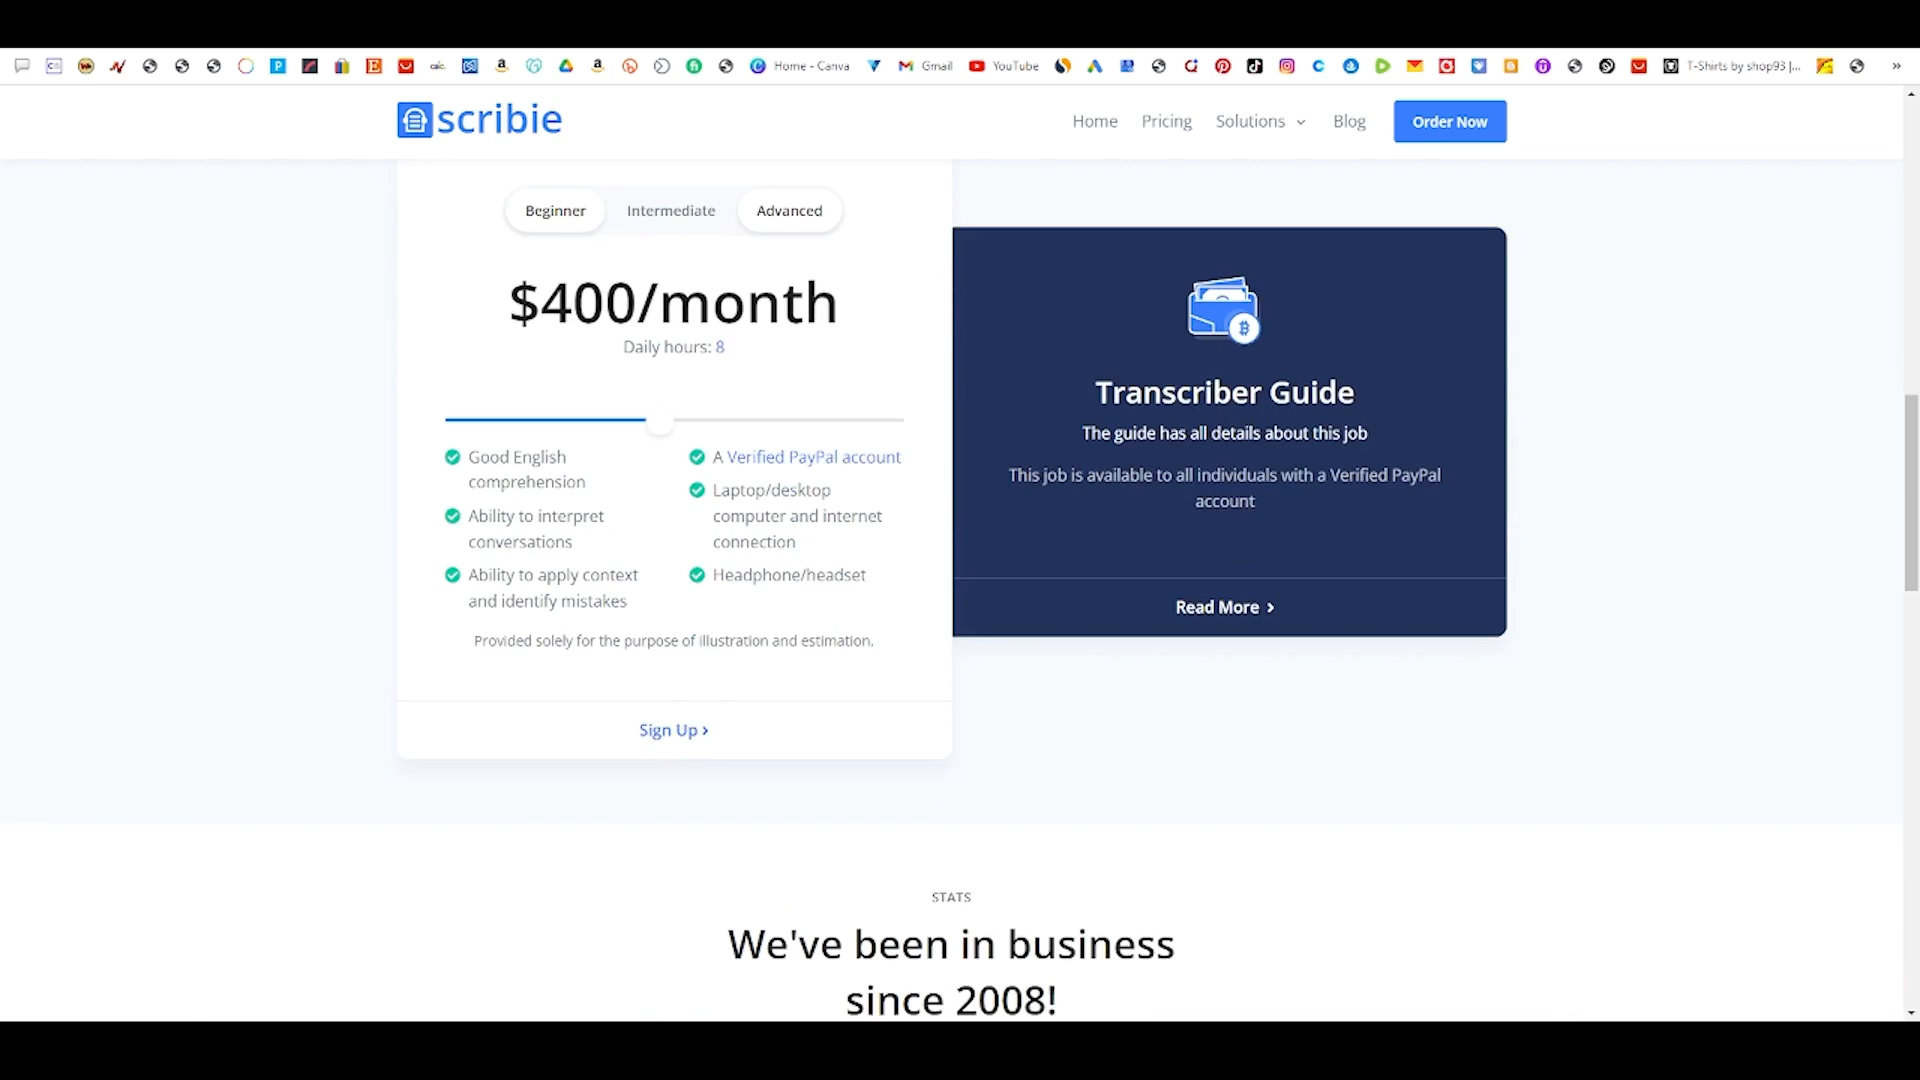 Home - Canva
Gmail
YouTube
T-Shirts by shop93 |...
scribie
Home
Pricing
Solutions
Blog
Order Now
Beginner
Intermediate
Advanced
$400/month
Daily hours: 8
Good English
comprehension
Ability to interpret
conversations
Ability to apply context
and identify mistakes
A Verified PayPal account
Laptop/desktop
computer and internet
connection
Headphone/headset
Provided solely for the purpose of illustration and estimation.
Sign Up
Transcriber Guide
The guide has all details about this job
This job is available to all individuals with a Verified PayPal
account
Read More
STATS
We've been in business
since 2008!